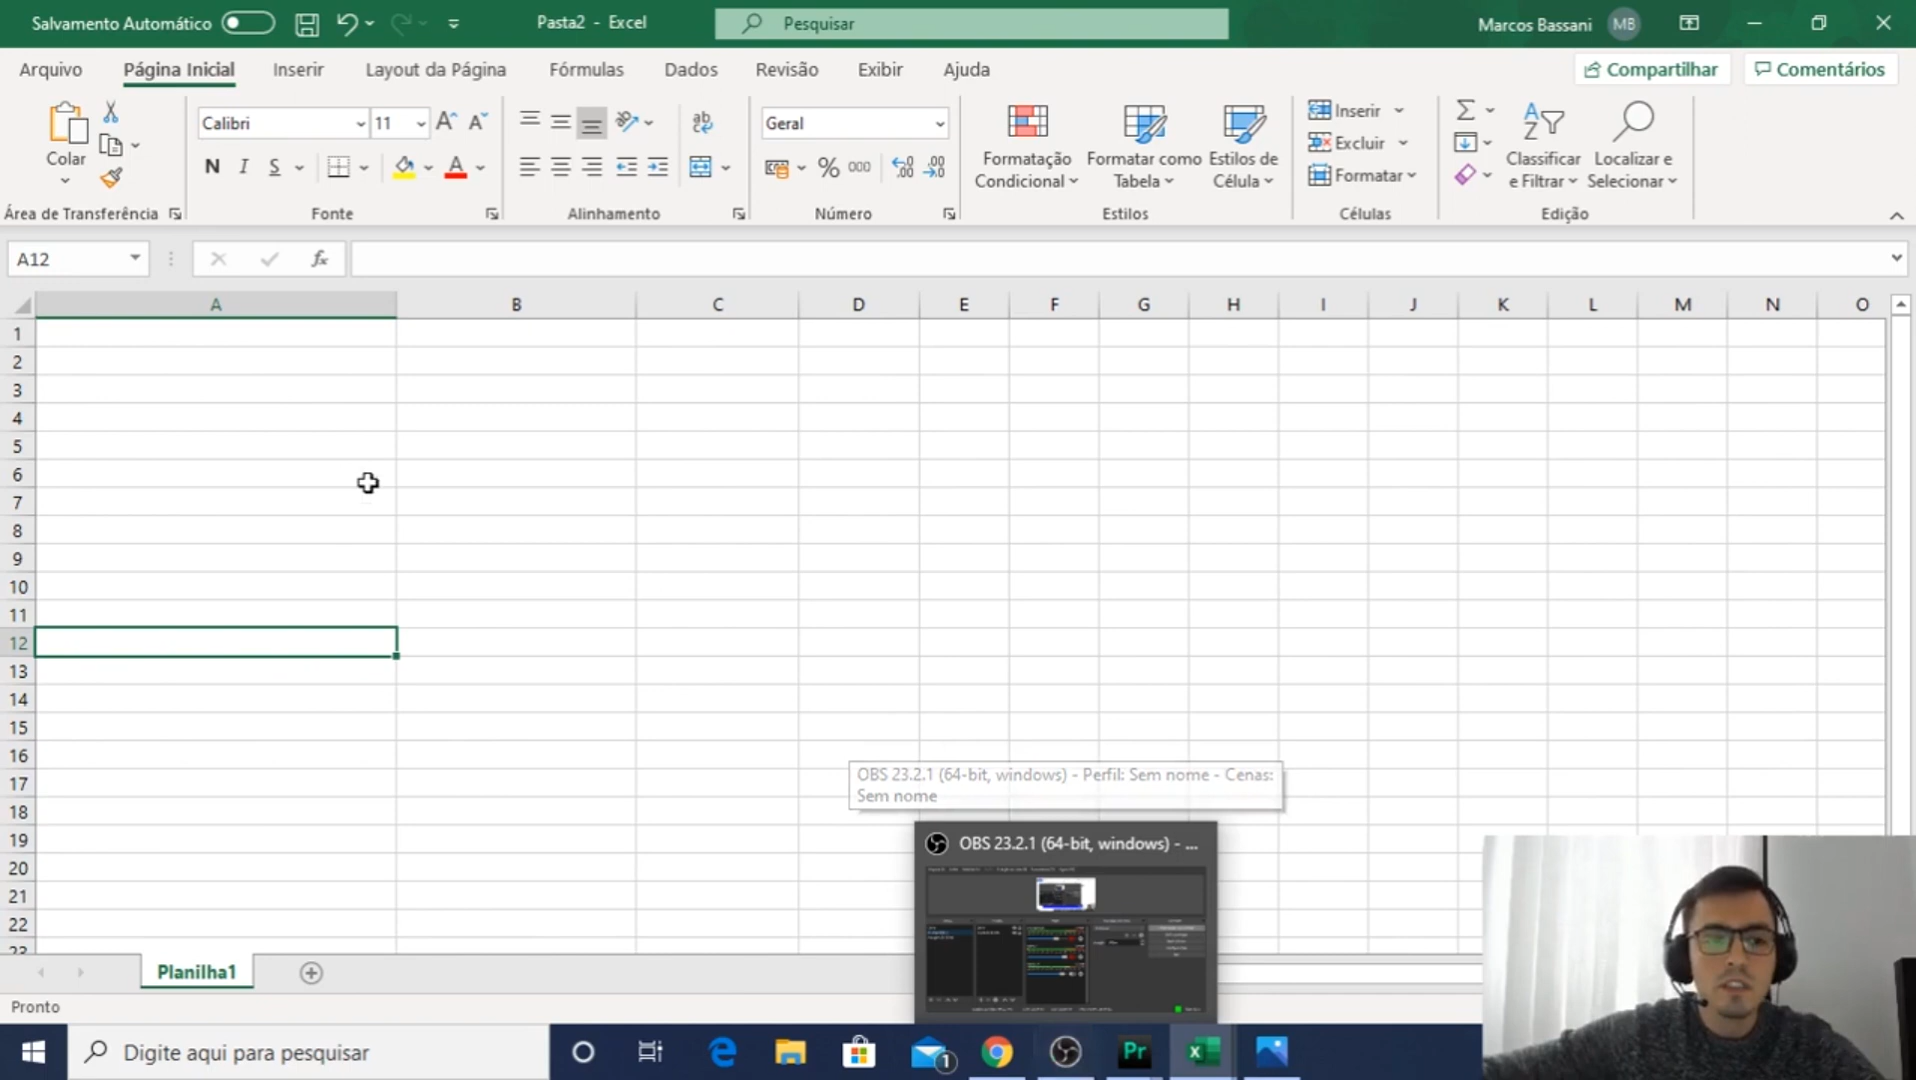 Salvamento Automático
Pasta2 - Excel
Pesquisar
Marcos Bassani
MB
Arquivo
Página Inicial
Inserir
Layout da Página
Fórmulas
Dados
Revisão
Exibir
Ajuda
Compartilhar
Comentários
Colar
Calibri
11
N I S
Geral
% 000
Formatação
Condicional
Formatar como
Tabela
Estilos de
Célula
Inserir
Excluir
Formatar
Classificar
e Filtrar
Localizar e
Selecionar
Área de Transferência
Fonte
Alinhamento
Número
Estilos
Células
Edição
A12
fx
A B C D E F G H I J K L M N O
1
2
3
4
5
6
7
8
9
10
11
12
13
14
15
16
17
18
19
20
21
22
23
OBS 23.2.1 (64-bit, windows) - Perfil: Sem nome - Cenas:
Sem nome
OBS 23.2.1 (64-bit, windows) - ...
Planilha1
Pronto
Digite aqui para pesquisar
1
Pr